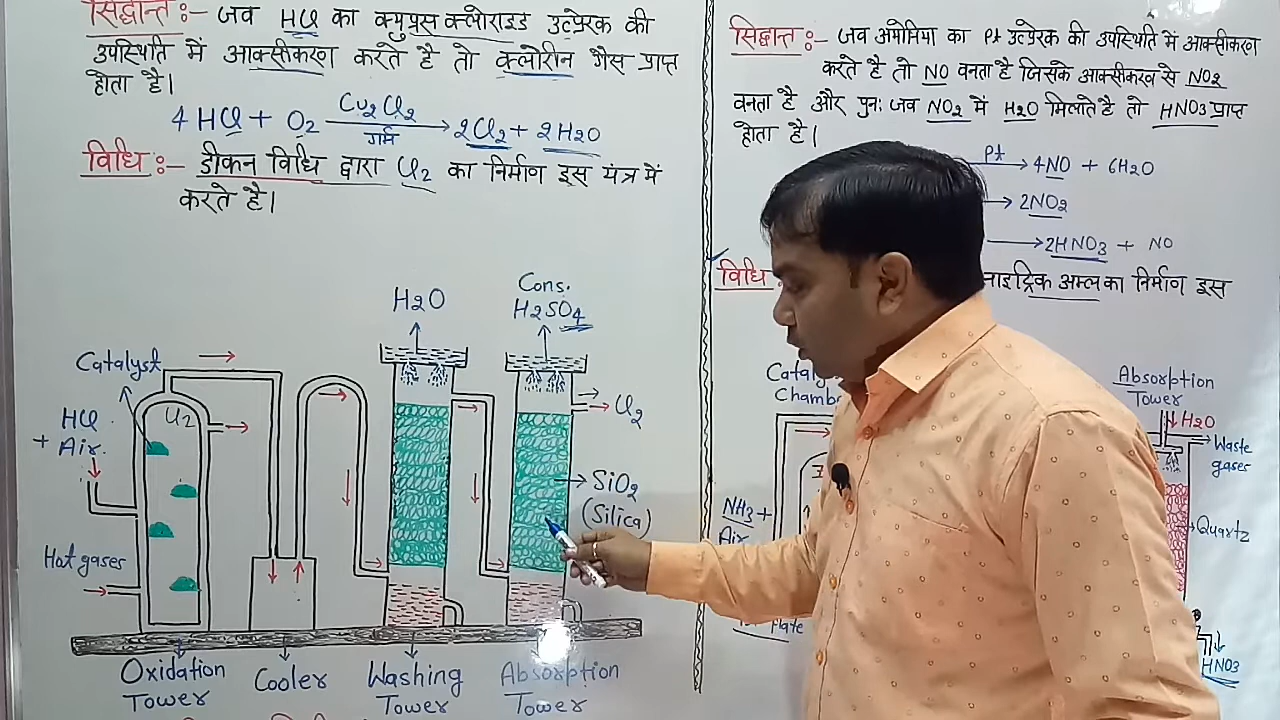 सिद्धान्त :- जब HCl का क्युप्रस क्लोराइड उत्प्रेरक की
उपस्थिति में आक्सीकरण करते है तो क्लोरीन गैस प्राप्त
होता है।
4 HCl + O2 Cu2Cl2 गर्म → 2Cl2 + 2H2O
विधि :- डीकन विधि द्वारा Cl2 का निर्माण इस यंत्र में
करते है।
H2O
Cons.
H2SO4
Catalyst
HCl
+ Air.
Cl2
Cl2
SiO2
(Silica)
Hot gases
Oxidation
Tower
Cooler
Washing
Tower
Absorption
Tower
सिद्धान्त :- जब अमोनिया का Pt उत्प्रेरक की उपस्थिति में आक्सीकरण
करते है तो NO बनता है जिसके आक्सीकरण से NO2
बनता है और पुनः जब NO2 में H2O मिलाते है तो HNO3 प्राप्त
होता है।
Pt → 4NO + 6H2O
→ 2NO2
→ 2HNO3 + NO
विधि
नाइट्रिक अम्ल का निर्माण इस
Absorption
Tower
H2O
Waste
gases
NH3 +
Air
Quartz
Plate
HNO3